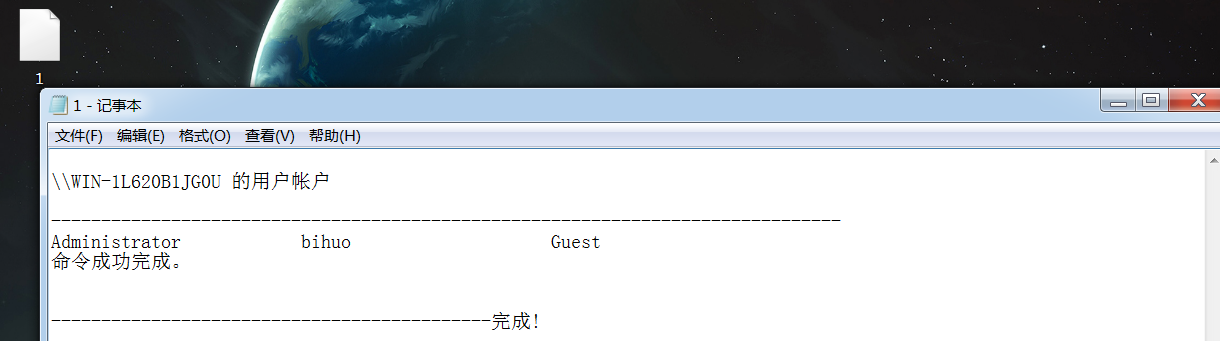 1
1 - 记事本
文件(F) 编辑(E) 格式(O) 查看(V) 帮助(H)
\\WIN-1L620B1JG0U 的用户帐户
-------------------------------------------------------------------------------
Administrator            bihuo                    Guest
命令成功完成。
--------------------------------------------完成!